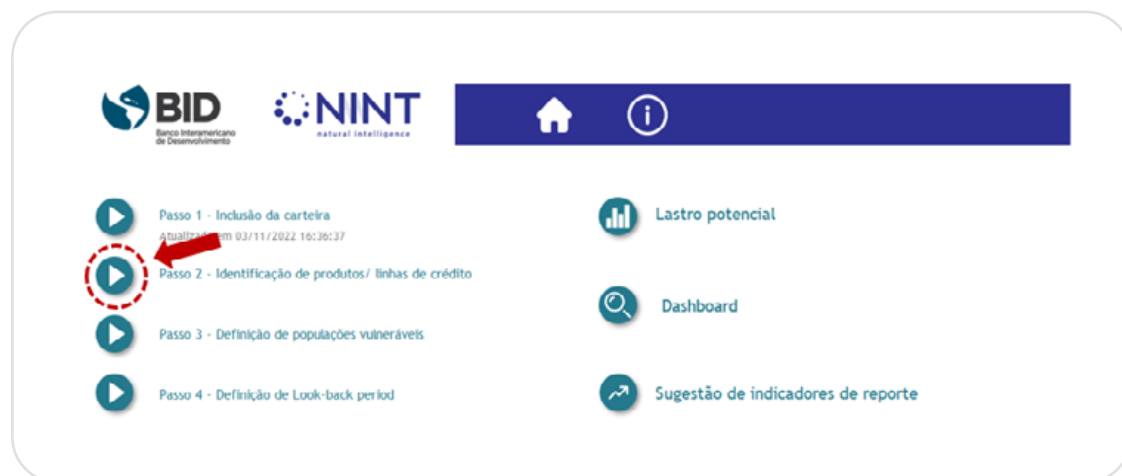 BID
Banco Interamericano
de Desenvolvimento
NINT
natural intelligence
Passo 1 - Inclusão da carteira
Atualizado em 03/11/2022 16:36:37
Passo 2 - Identificação de produtos/ linhas de crédito
Passo 3 - Definição de populações vulneráveis
Passo 4 - Definição de Look-back period
Lastro potencial
Dashboard
Sugestão de indicadores de reporte